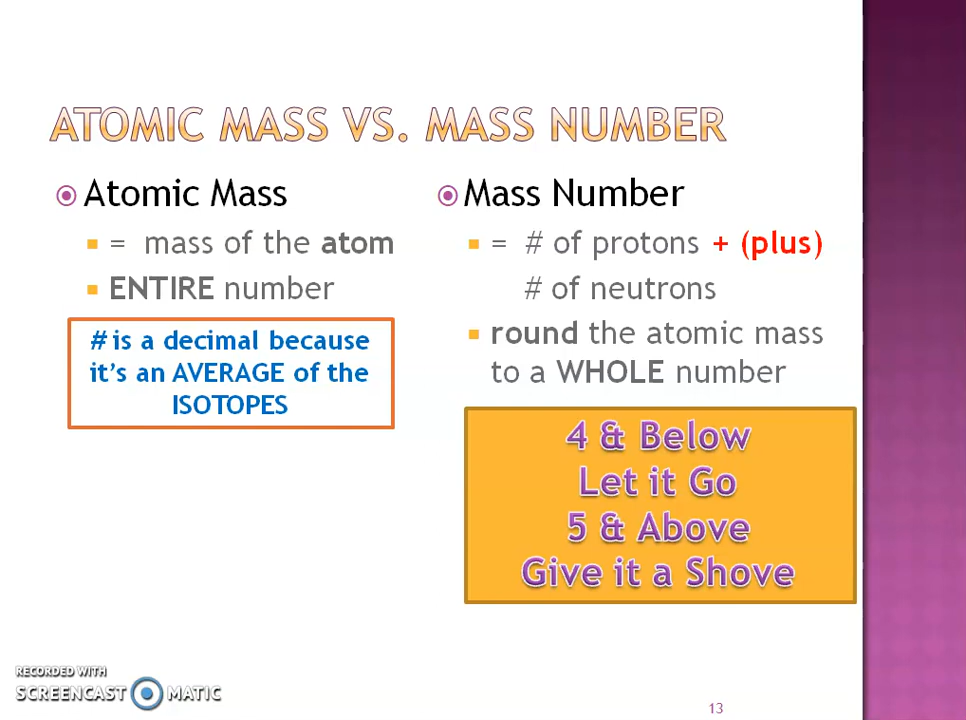 ATOMIC MASS VS. MASS NUMBER
Atomic Mass
= mass of the atom
ENTIRE number
# is a decimal because
it's an AVERAGE of the
ISOTOPES
Mass Number
= # of protons + (plus)
# of neutrons
round the atomic mass
to a WHOLE number
4 & Below
Let it Go
5 & Above
Give it a Shove
RECORDED WITH
SCREENCAST MATIC
13